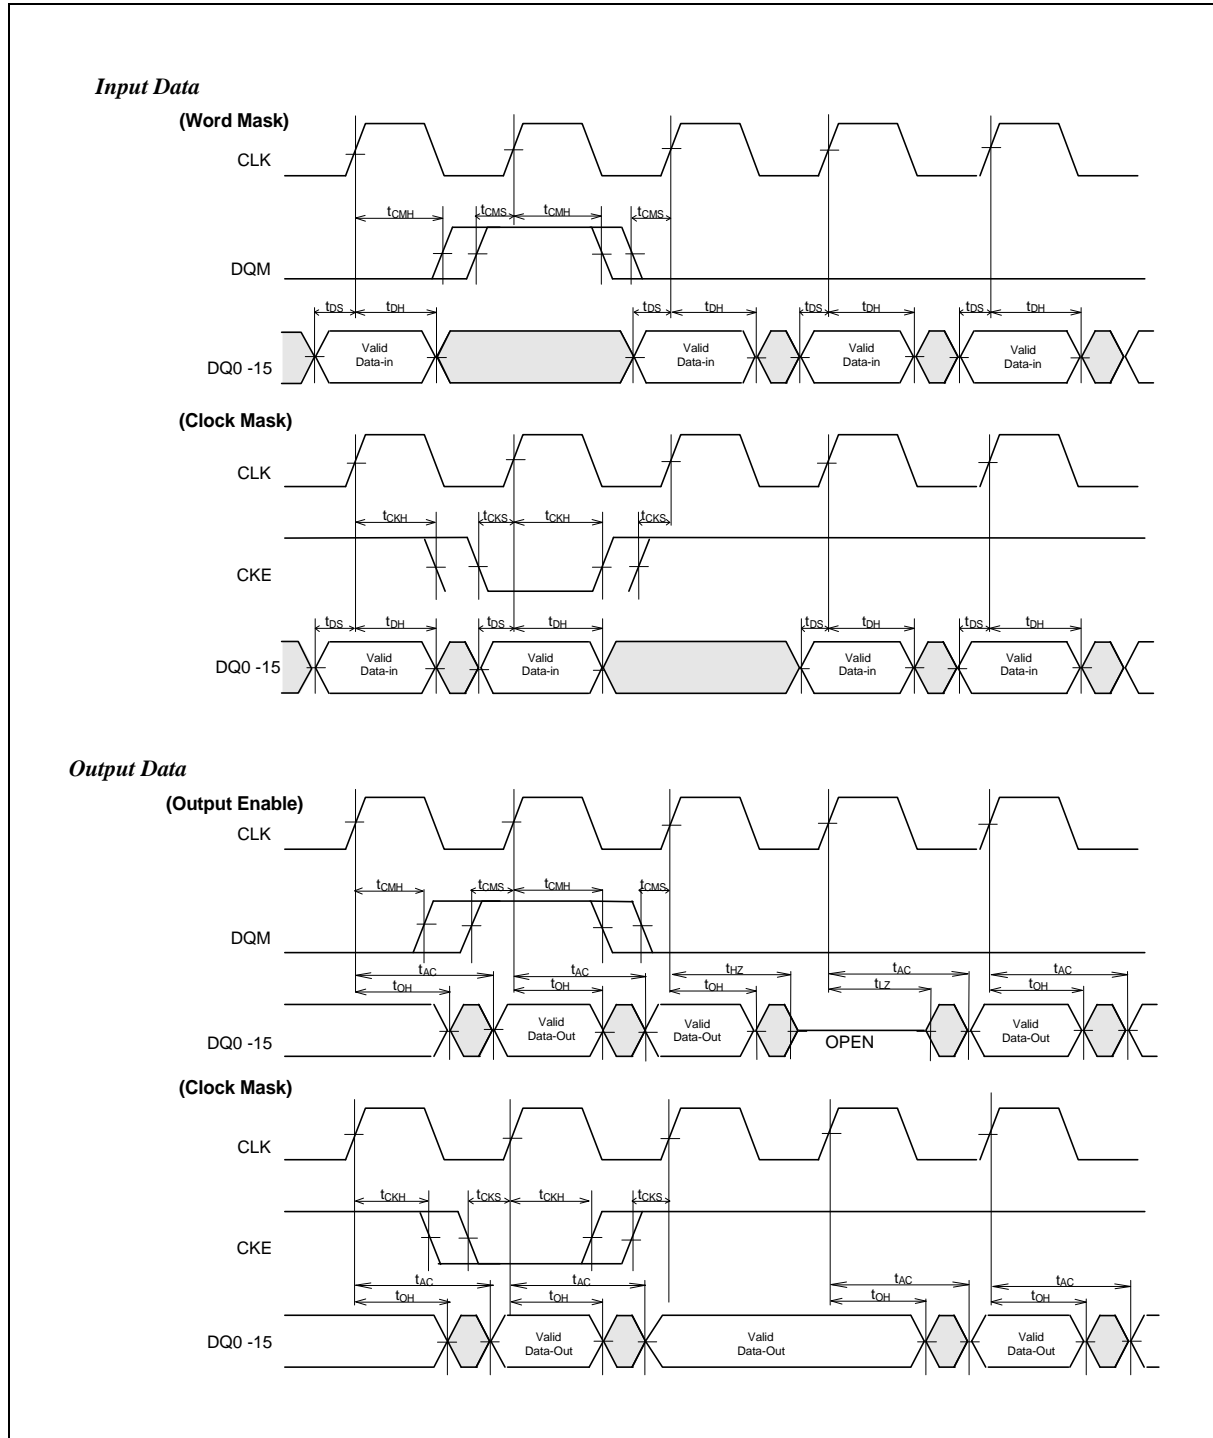 Input Data
(Word Mask)
CLK
tCMH tCMS tCMH tCMS
DQM
tDS tDH tDS tDH tDS tDH tDS tDH
Valid Data-in Valid Data-in Valid Data-in Valid Data-in
DQ0 -15
(Clock Mask)
CLK
tCKH tCKS tCKH tCKS
CKE
tDS tDH tDS tDH tDS tDH tDS tDH
Valid Data-in Valid Data-in Valid Data-in Valid Data-in
DQ0 -15
Output Data
(Output Enable)
CLK
tCMH tCMS tCMH tCMS
DQM
tAC tAC tHZ tAC tAC
tOH tOH tOH tLZ tOH
Valid Data-Out Valid Data-Out OPEN Valid Data-Out
DQ0 -15
(Clock Mask)
CLK
tCKH tCKS tCKH tCKS
CKE
tAC tAC tAC tAC
tOH tOH tOH tOH
Valid Data-Out Valid Data-Out Valid Data-Out
DQ0 -15